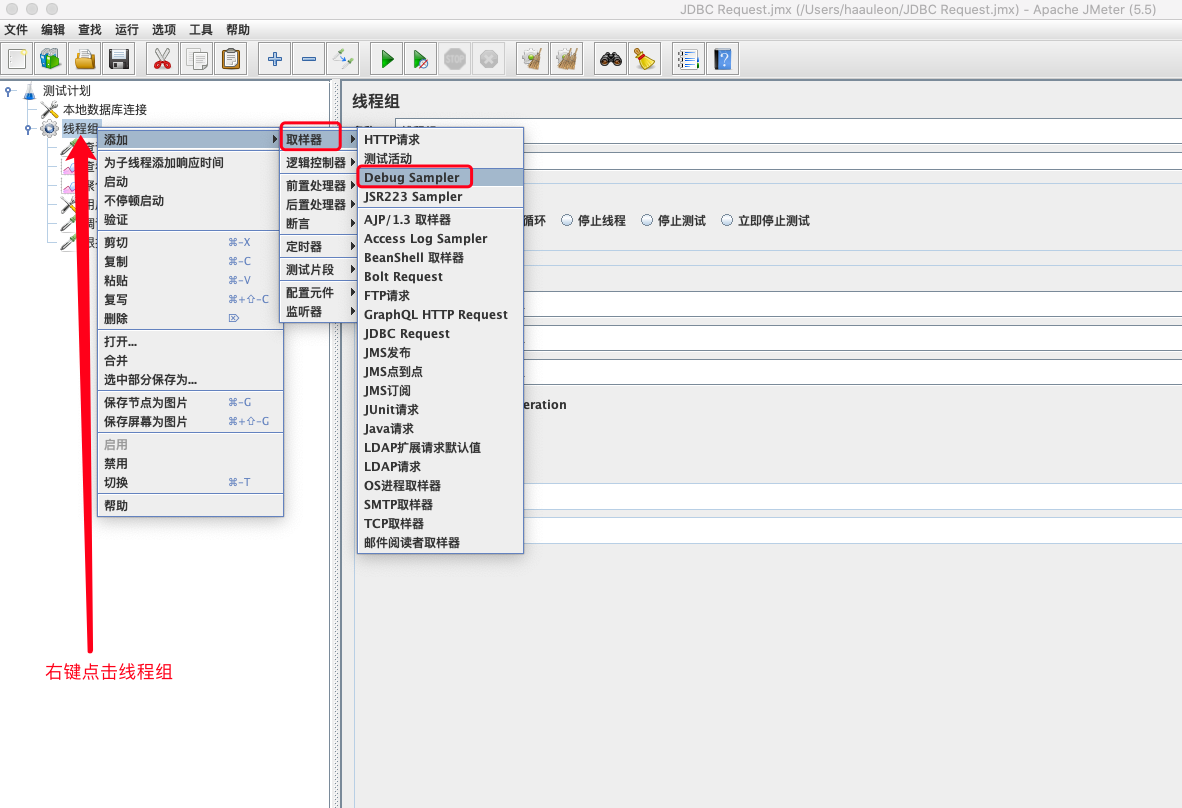 JDBC Request.jmx (/Users/haauleon/JDBC Request.jmx) - Apache JMeter (5.5)
文件 编辑 查找 运行 选项 工具 帮助
STOP
测试计划
本地数据库连接
线程组
添加
为子线程添加响应时间
启动
不停顿启动
验证
剪切 ⌘-X
复制 ⌘-C
粘贴 ⌘-V
复写 ⌘+⇧-C
删除 ⌦
打开...
合并
选中部分保存为...
保存节点为图片 ⌘-G
保存屏幕为图片 ⌘+⇧-G
启用
禁用
切换 ⌘-T
帮助
取样器
逻辑控制器
前置处理器
后置处理器
断言
定时器
测试片段
配置元件
监听器
HTTP请求
测试活动
Debug Sampler
JSR223 Sampler
AJP/1.3 取样器
Access Log Sampler
BeanShell 取样器
Bolt Request
FTP请求
GraphQL HTTP Request
JDBC Request
JMS发布
JMS点到点
JMS订阅
JUnit请求
Java请求
LDAP扩展请求默认值
LDAP请求
OS进程取样器
SMTP取样器
TCP取样器
邮件阅读者取样器
线程组
循环 停止线程 停止测试 立即停止测试
eration
右键点击线程组